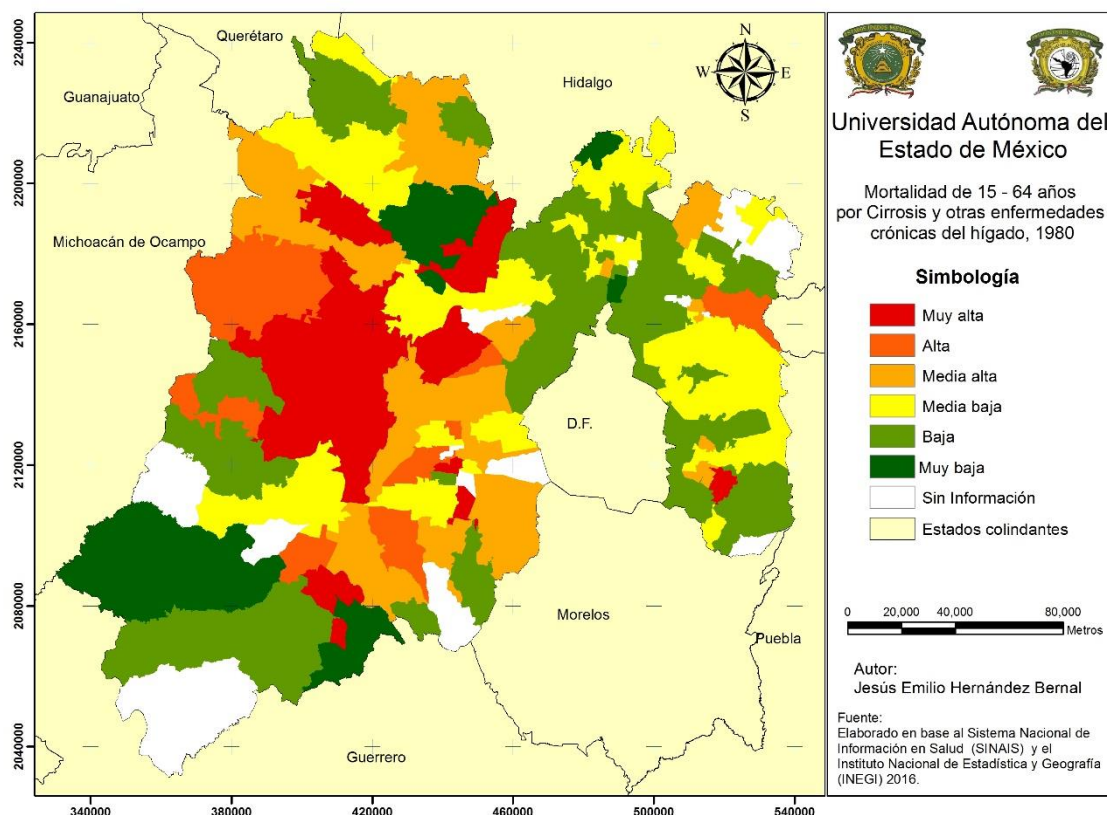 Querétaro
Guanajuato
Hidalgo
Michoacán de Ocampo
D.F.
Morelos
Puebla
Guerrero
N
W
E
S
2240000
2200000
2160000
2120000
2080000
2040000
340000
380000
420000
460000
500000
540000
Universidad Autónoma del
Estado de México
Mortalidad de 15 - 64 años
por Cirrosis y otras enfermedades
crónicas del hígado, 1980
Simbología
Muy alta
Alta
Media alta
Media baja
Baja
Muy baja
Sin Información
Estados colindantes
0 20,000 40,000 80,000
Metros
Autor:
Jesús Emilio Hernández Bernal
Fuente:
Elaborado en base al Sistema Nacional de
Información en Salud (SINAIS) y el
Instituto Nacional de Estadística y Geografía
(INEGI) 2016.